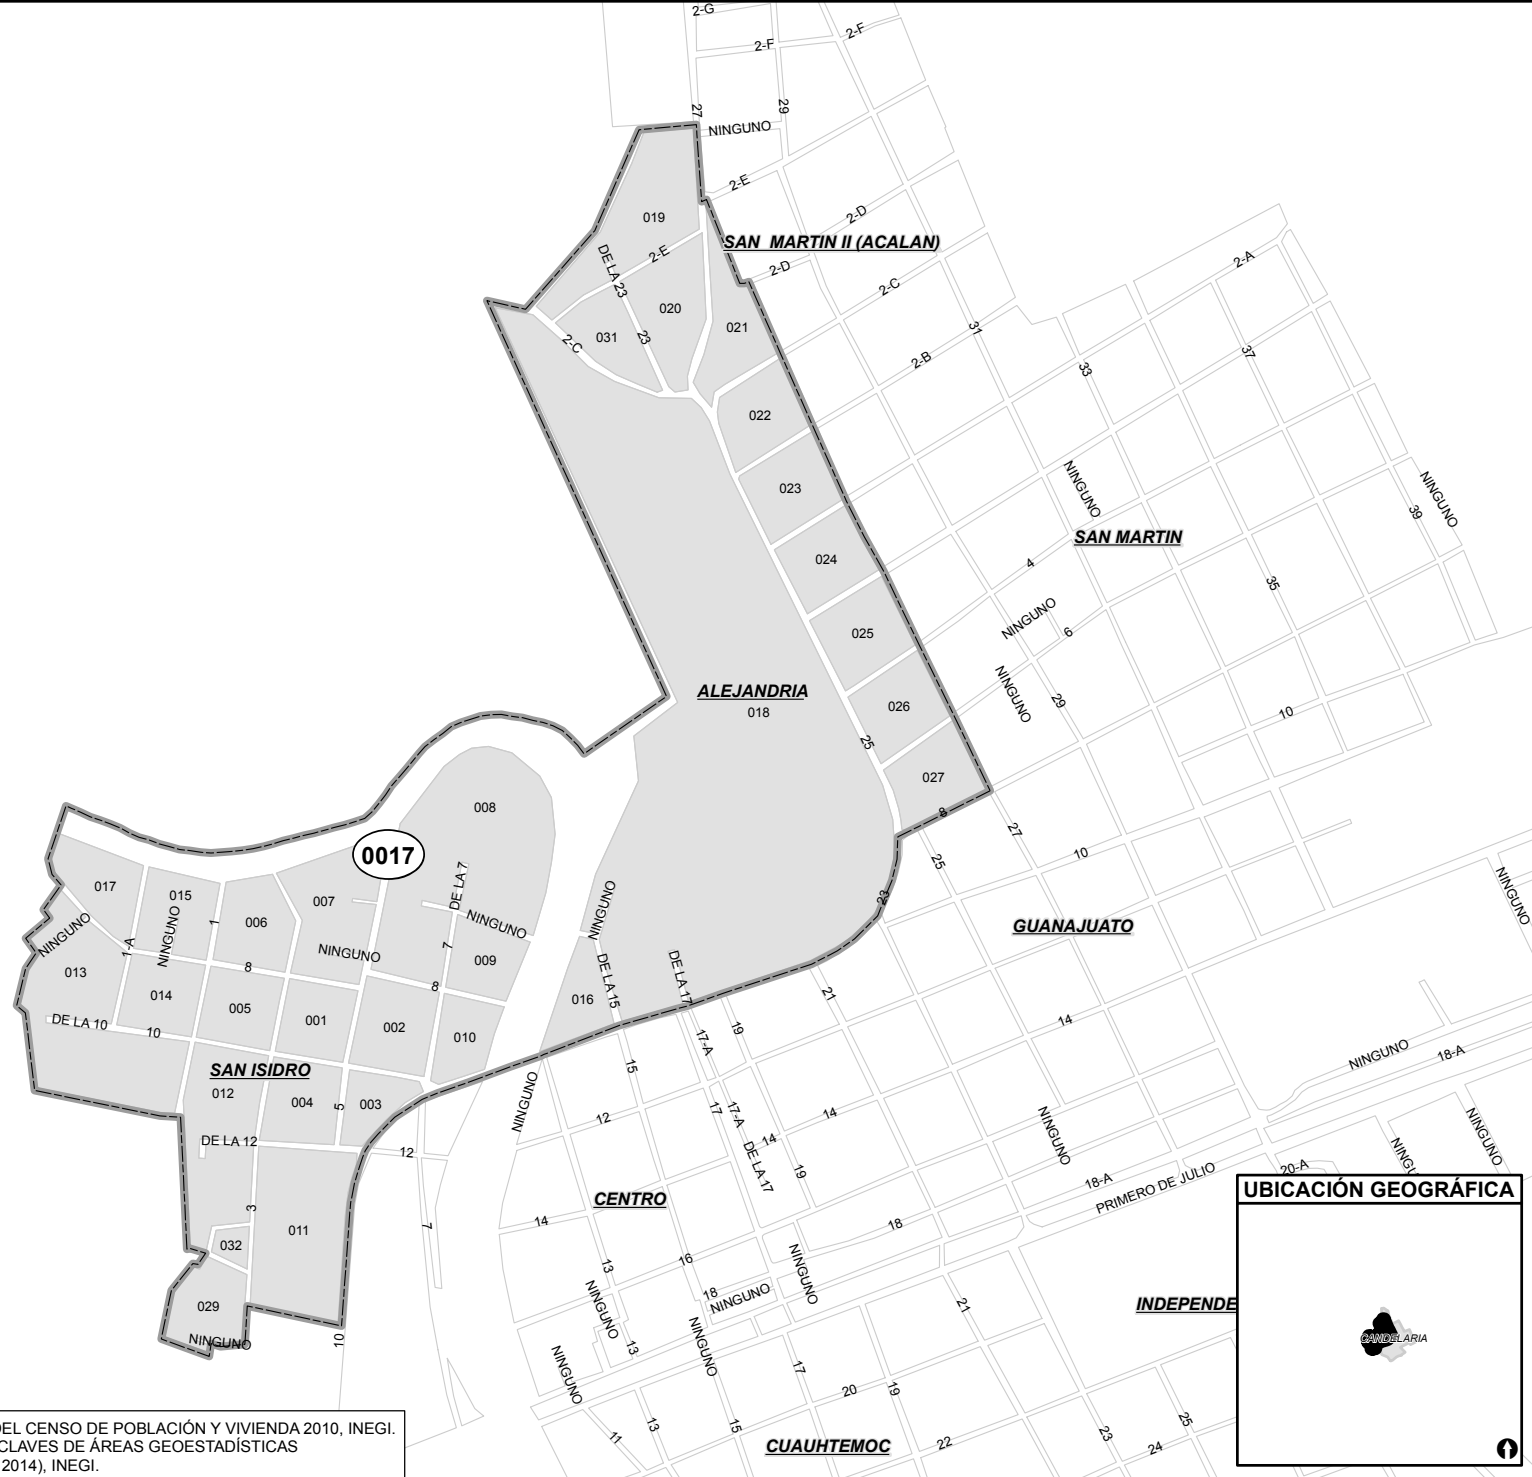 2-G
2-F
2-F
27
29
NINGUNO
2-E
2-D
019
SAN MARTIN II (ACALAN)
2-E
DE LA 23
2-D
2-A
2-C
020
031
23
021
2-C
31
2-B
37
33
022
023
NINGUNO
NINGUNO
39
SAN MARTIN
024
4
35
NINGUNO
6
025
NINGUNO
ALEJANDRIA
018
026
29
10
25
027
008
8
27
0017
25
10
017
015
007
DE LA 7
NINGUNO
23
NINGUNO
NINGUNO
1
006
NINGUNO
NINGUNO
GUANAJUATO
1-A
NINGUNO
7
013
8
009
DE LA 15
DE LA 17
014
8
016
21
005
001
002
DE LA 10
10
010
17-A
19
14
NINGUNO
18-A
SAN ISIDRO
15
012
004
5
003
NINGUNO
12
17
17-A
14
14
NINGUNO
NINGUNO
DE LA 12
12
DE LA 17
19
18-A
PRIMERO DE JULIO
20-A
NINGU
CENTRO
3
011
7
14
18
032
13
16
NINGUNO
18
NINGUNO
NINGUNO
21
029
NINGUNO
10
13
NINGUNO
NINGUNO
17
INDEPENDE
20
19
13
15
11
25
23
22
24
CUAUHTEMOC
UBICACIÓN GEOGRÁFICA
CANDELARIA
DEL CENSO DE POBLACIÓN Y VIVIENDA 2010, INEGI.
CLAVES DE ÁREAS GEOESTADÍSTICAS
2014), INEGI.